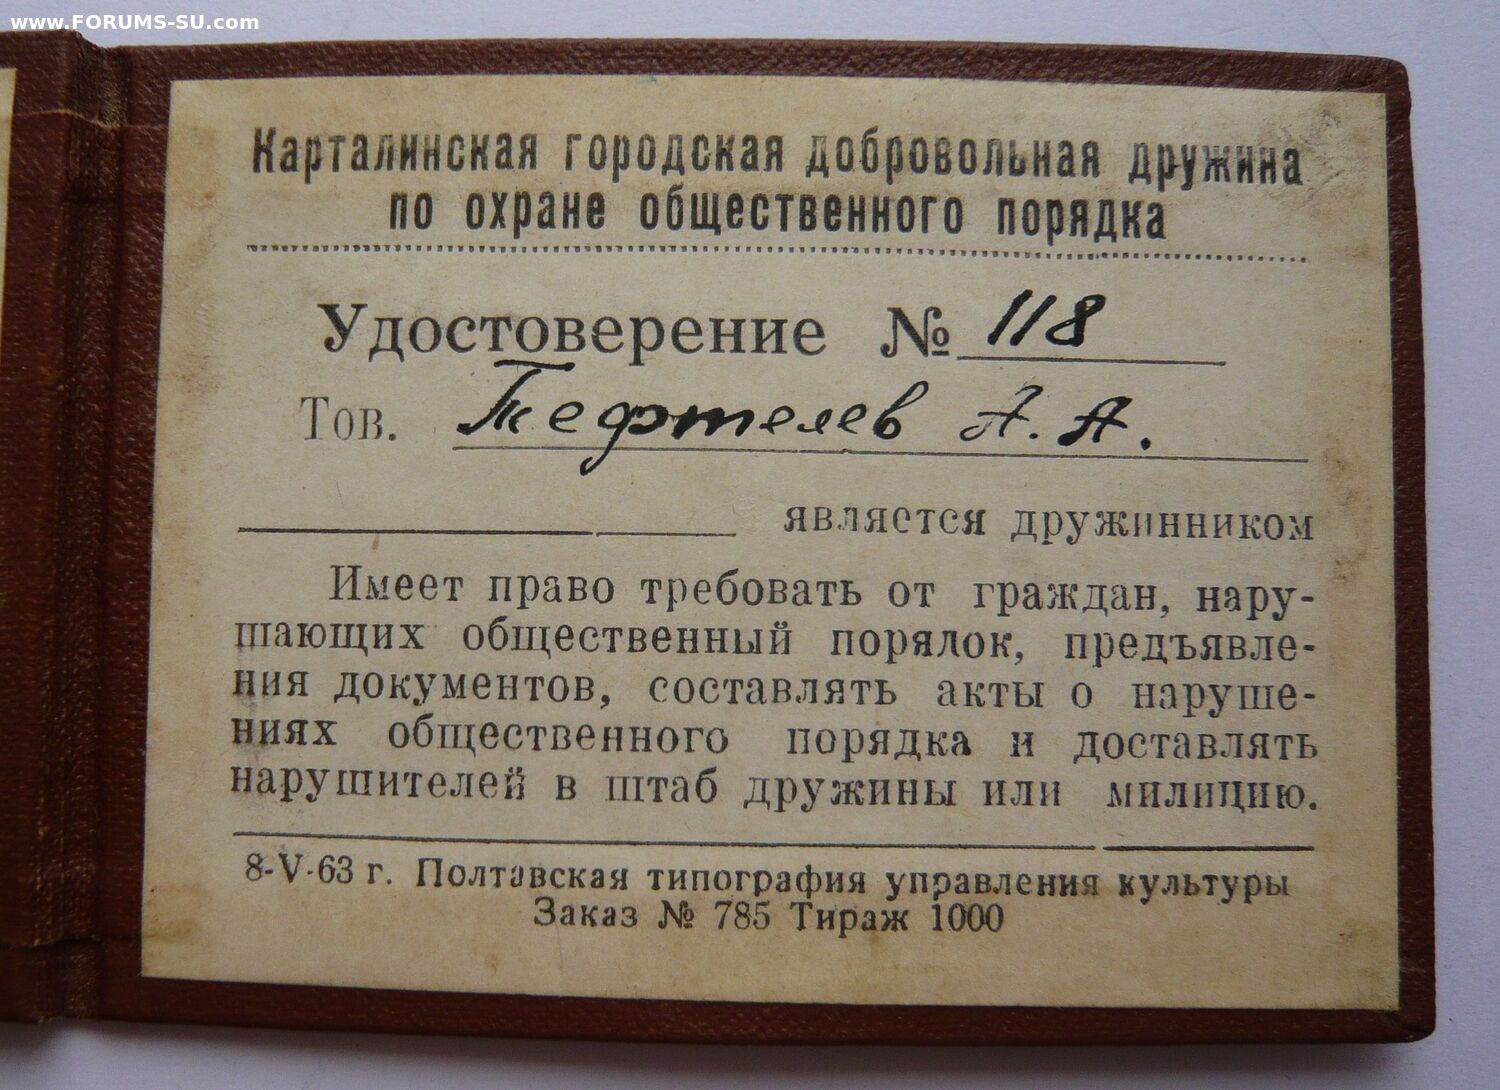 www.FORUMS-SU.com
Карталинская городская добровольная дружина
по охране общественного порядка
Удостоверение № 118
Тов. Тефтелев А. А.
является дружинником
Имеет право требовать от граждан, нару-
шающих общественный порядок, предъявле-
ния документов, составлять акты о наруше-
ниях общественного порядка и доставлять
нарушителей в штаб дружины или милицию.
8-V-63 г. Полтавская типография управления культуры
Заказ № 785 Тираж 1000